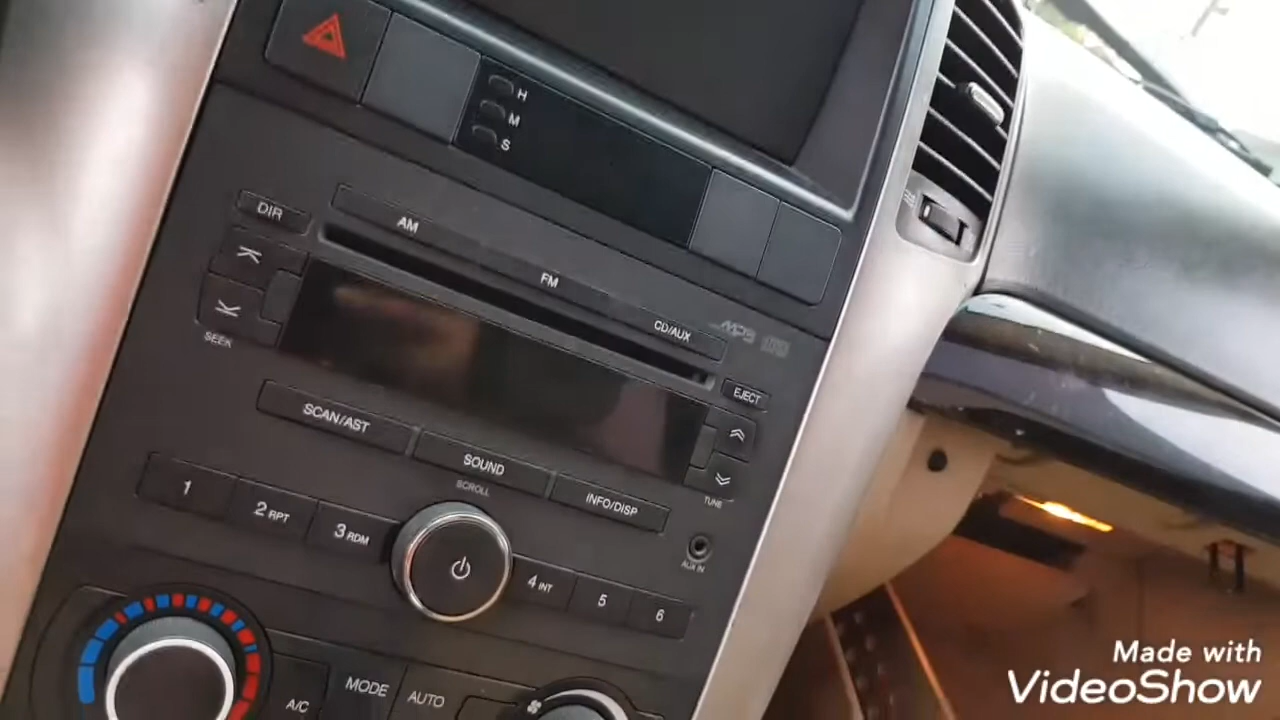 H
M
S
DIR
AM
FM
CD/AUX
MP3
EJECT
SEEK
SCAN/AST
SOUND
SCROLL
INFO/DISP
TUNE
1
2 RPT
3 RDM
4 INT
5
6
AUX IN
A/C
MODE
AUTO
Made with
VideoShow